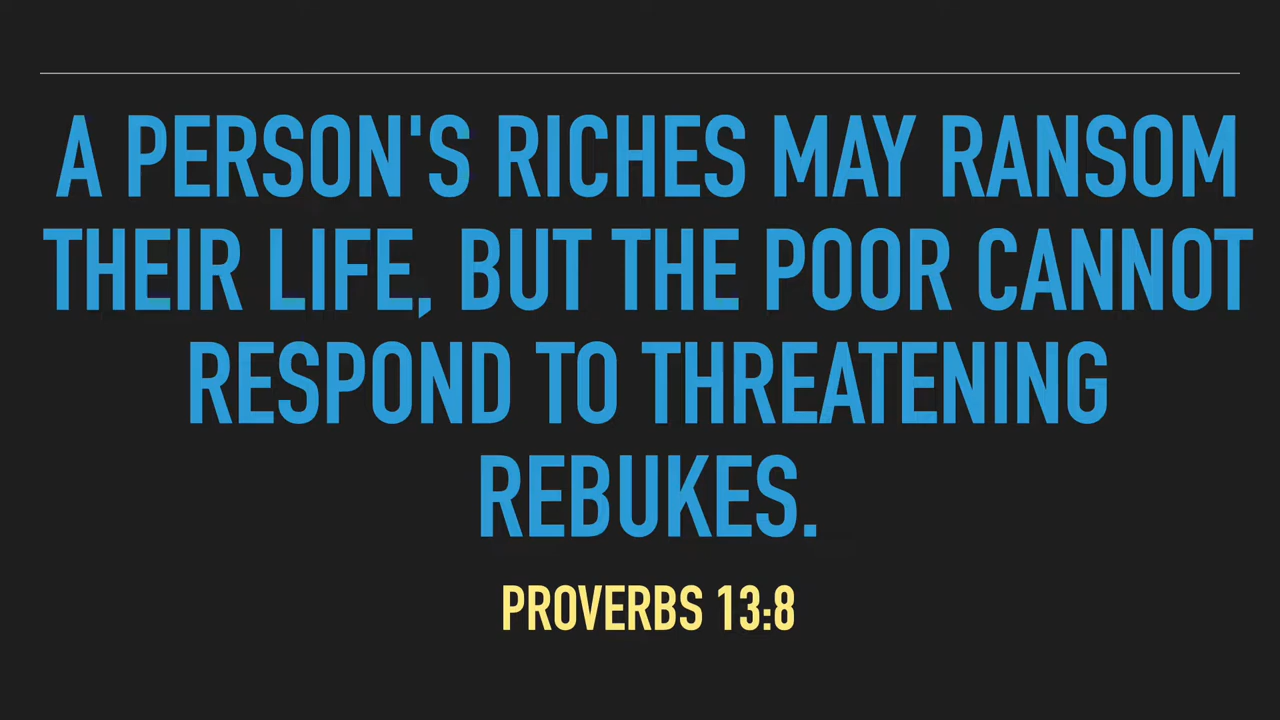 A PERSON'S RICHES MAY RANSOM
THEIR LIFE, BUT THE POOR CANNOT
RESPOND TO THREATENING
REBUKES.
PROVERBS 13:8